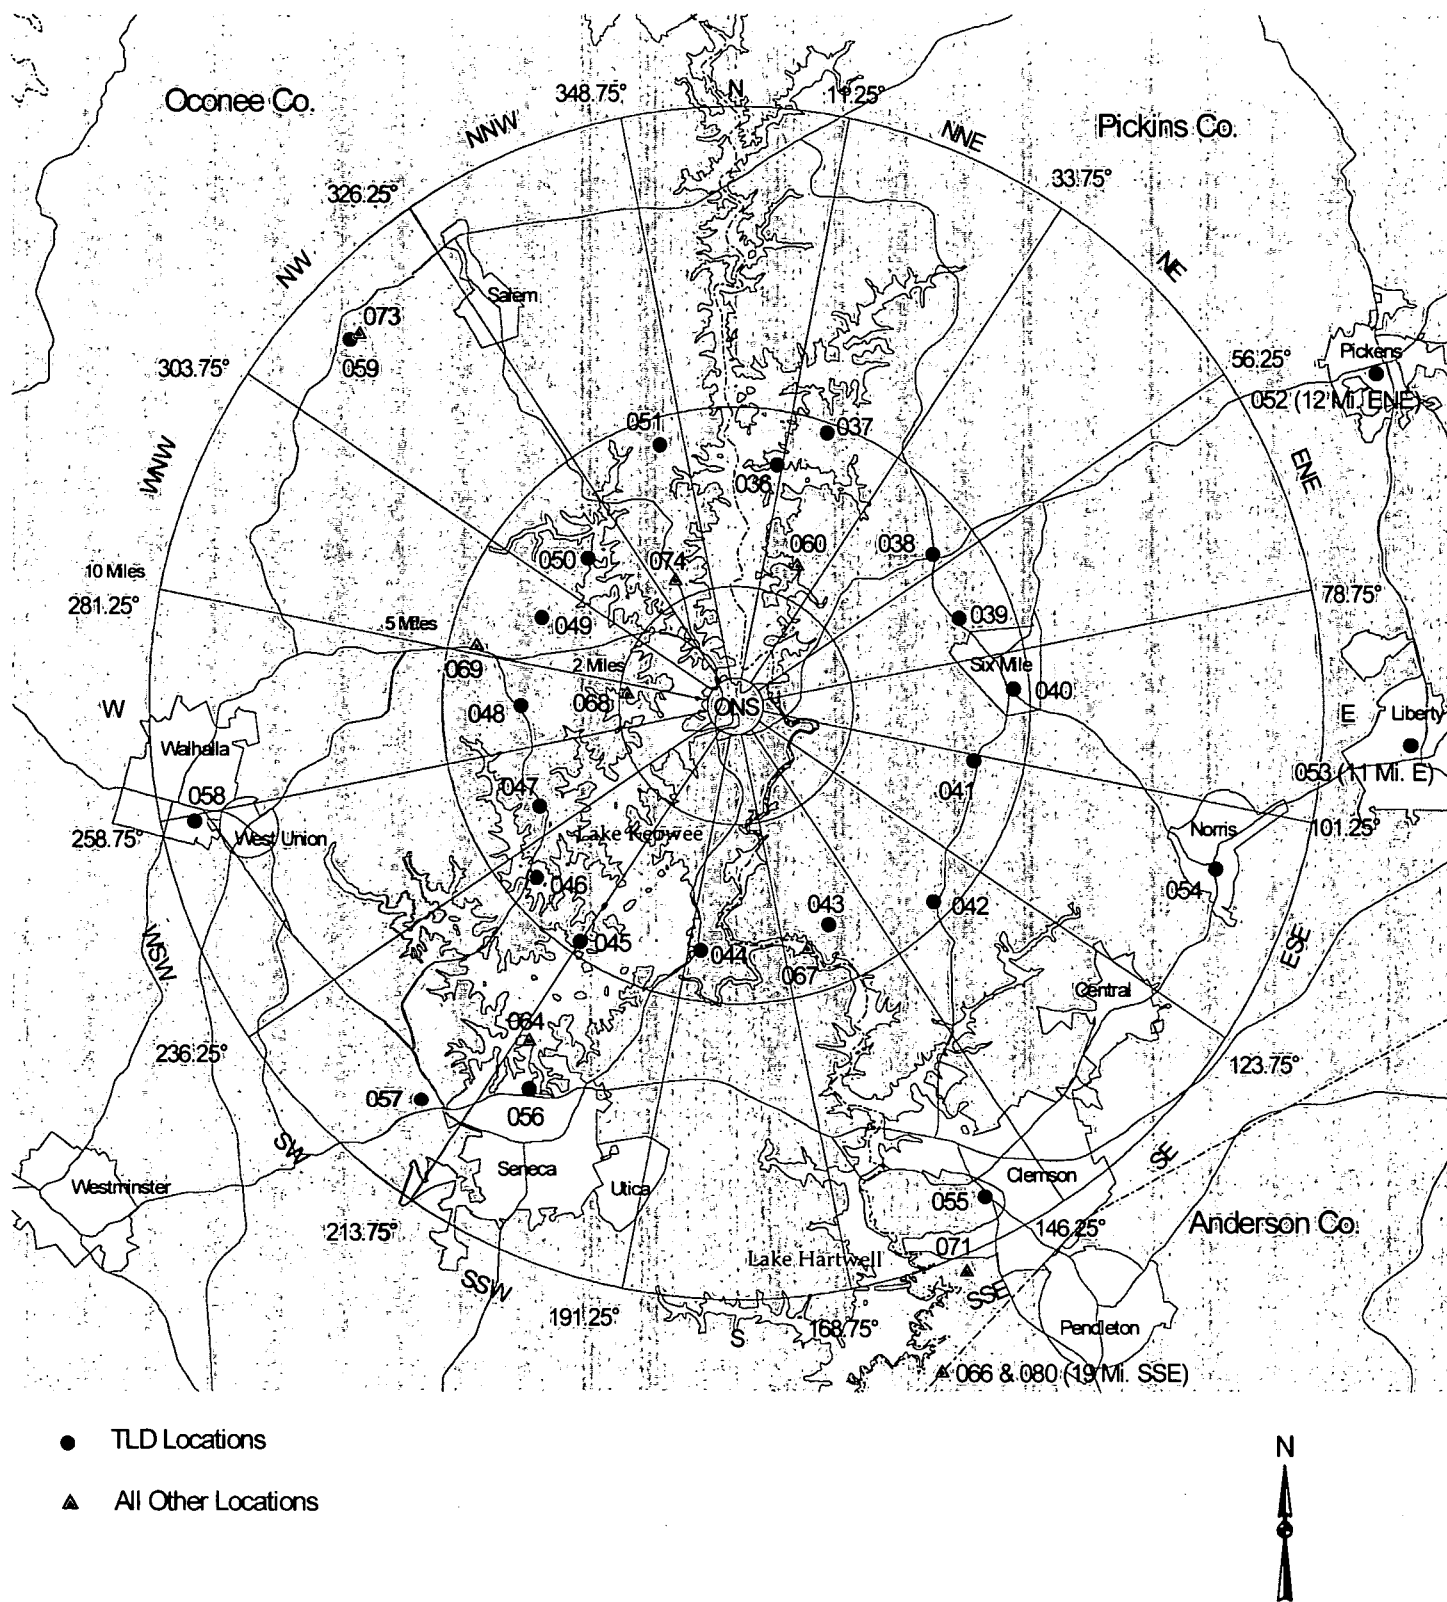 Oconee Co.
348.75°
N
11.25°
NNW
NNE
Pickins Co.
326.25°
33.75°
NW
NE
Salem
073
059
303.75°
56.25°
Pickens
052 (12 Mi. ENE)
051
037
036
WNW
ENE
050
074
060
038
10 Miles
281.25°
78.75°
5 Miles
049
039
069
2 Miles
068
Six Mile
040
048
ONS
W
E
Liberty
Walhalla
053 (11 Mi. E)
058
047
041
258.75°
West Union
Lake Keowee
Norris
101.25°
046
054
043
042
WSW
045
044
067
ESE
Central
064
236.25°
123.75°
057
056
SW
SE
Seneca
Clemson
Westminster
Utica
055
213.75°
146.25°
Anderson Co.
071
Lake Hartwell
SSW
SSE
191.25°
S
168.75°
Pendleton
066 & 080 (19 Mi. SSE)
TLD Locations
N
All Other Locations